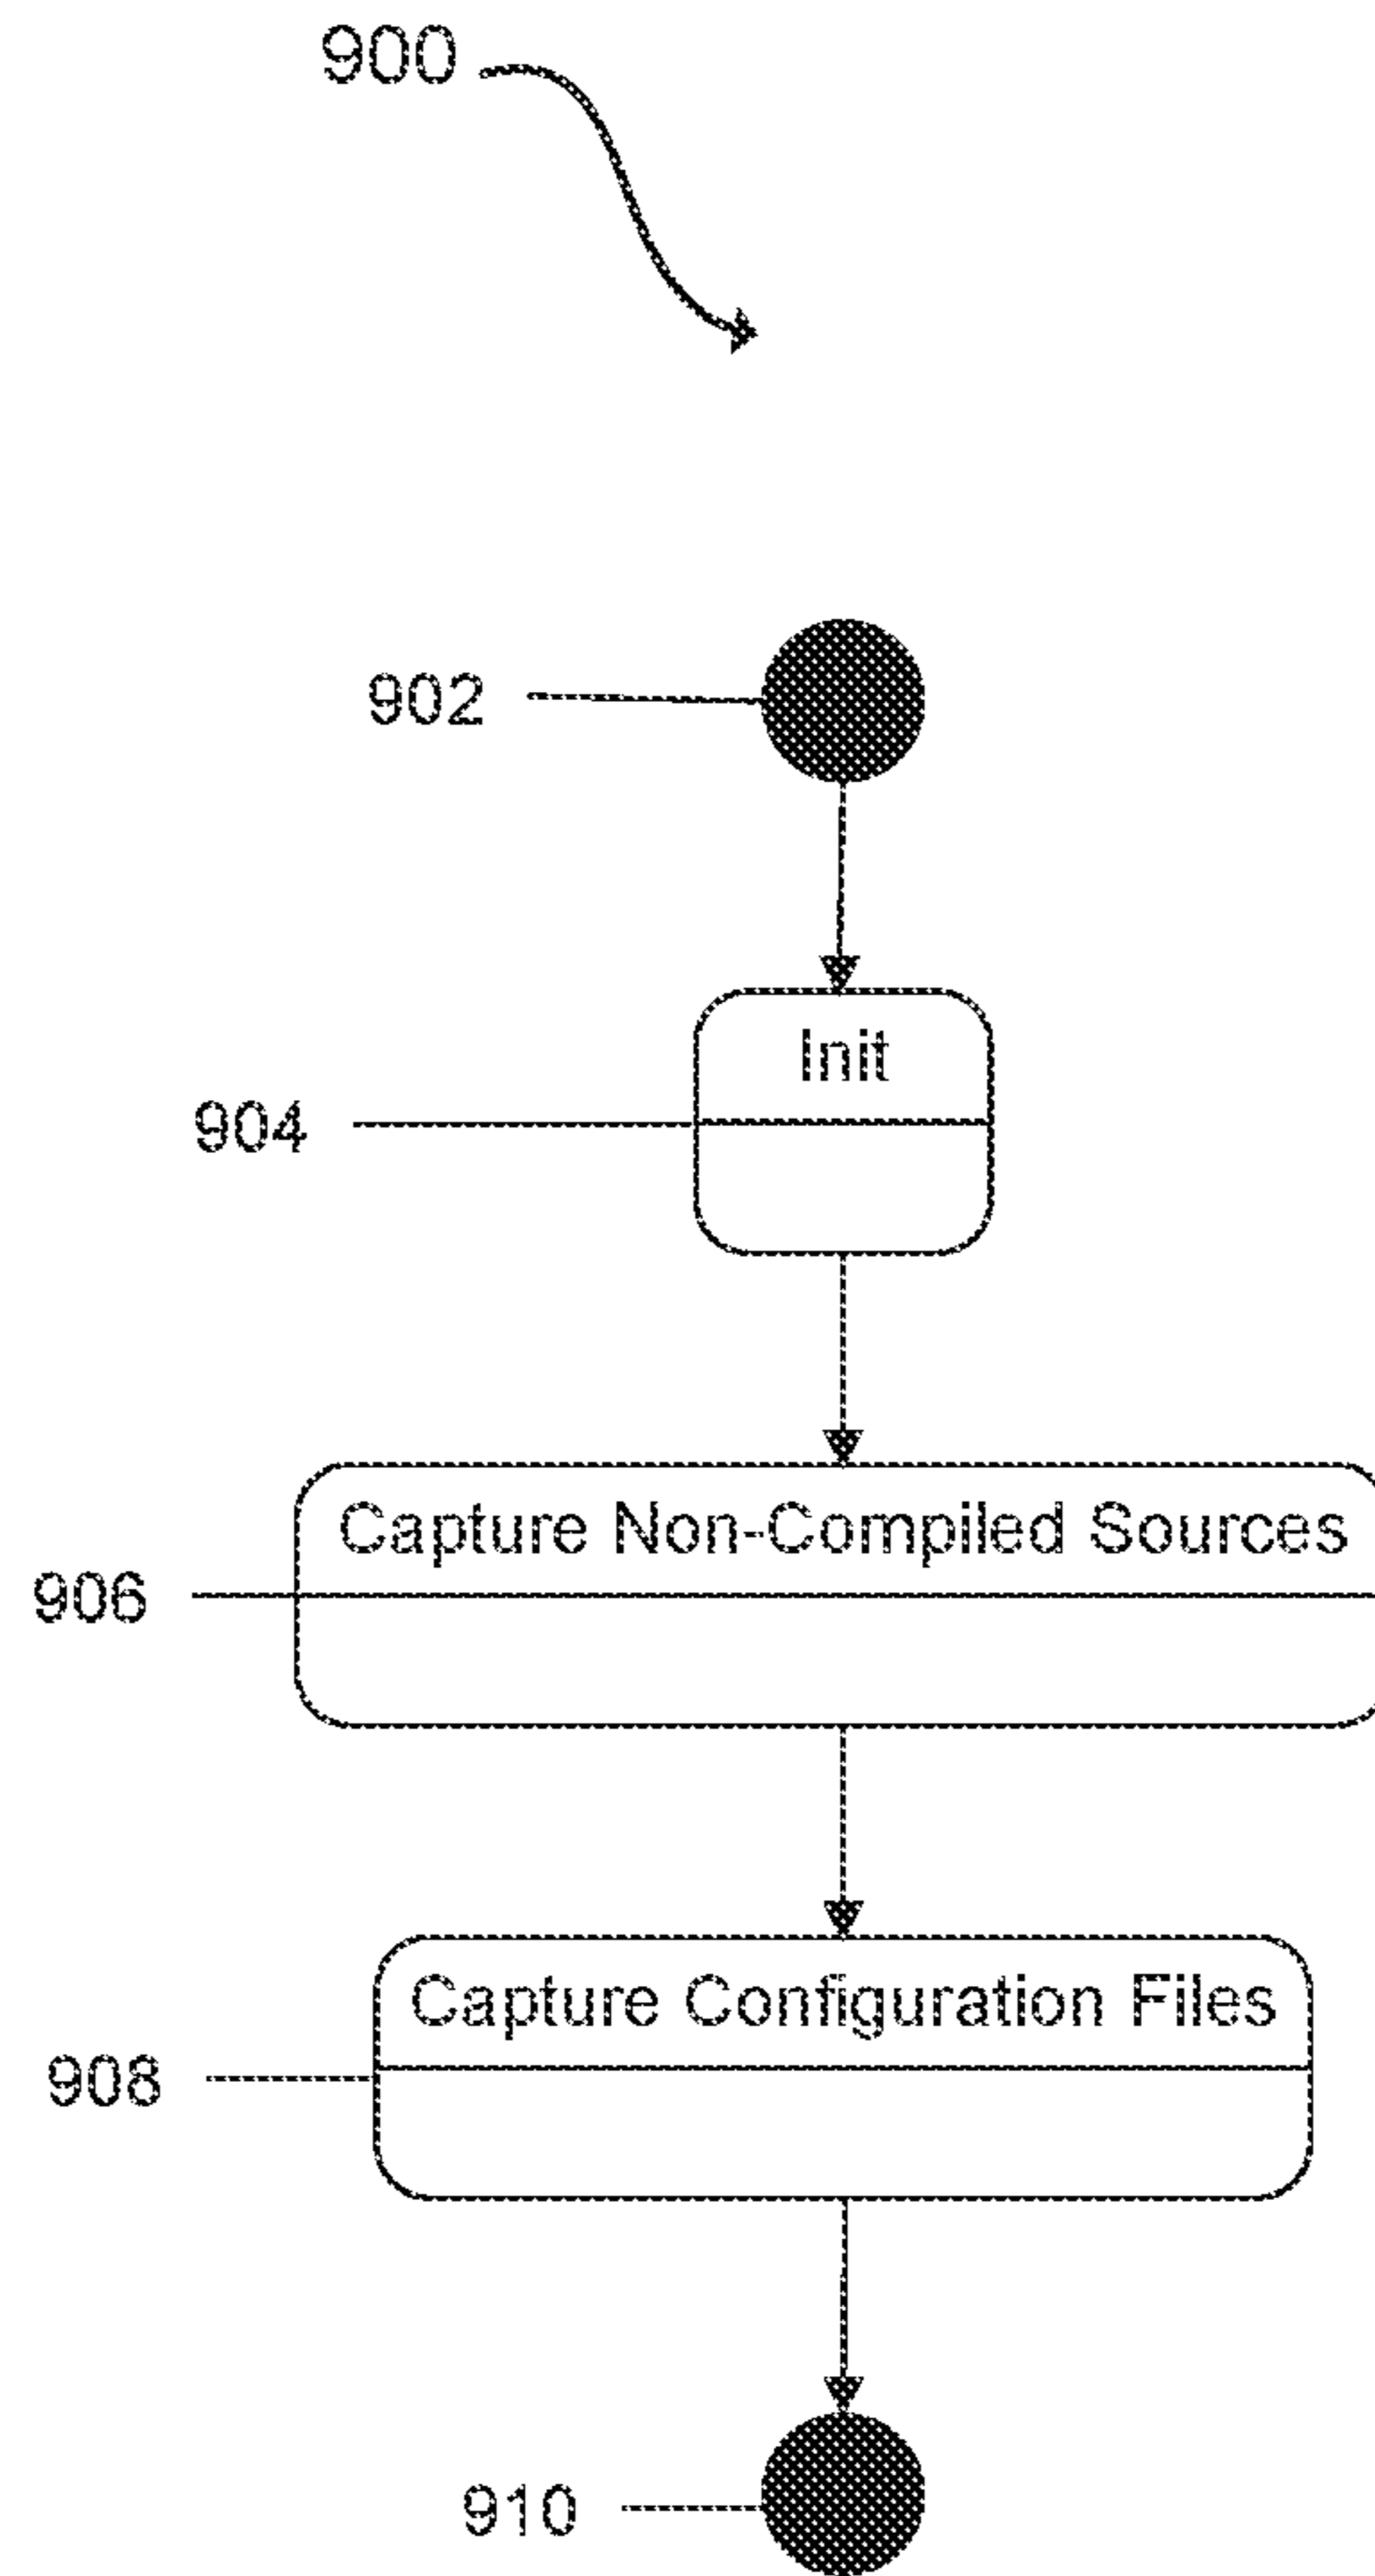 900
902
Init
904
Capture Non-Compiled Sources
906
Capture Configuration Files
908
910